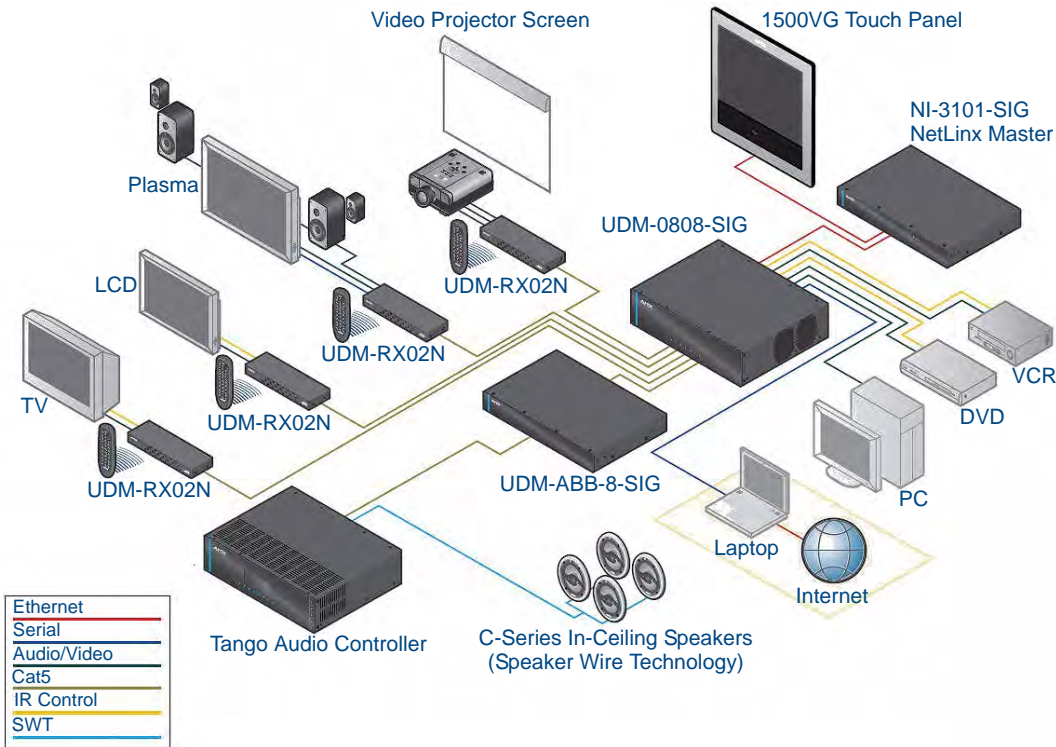 Video Projector Screen
1500VG Touch Panel
NI-3101-SIG
NetLinx Master
Plasma
UDM-0808-SIG
UDM-RX02N
LCD
UDM-RX02N
VCR
TV
UDM-RX02N
DVD
UDM-RX02N
UDM-ABB-8-SIG
PC
Laptop
Internet
Tango Audio Controller
C-Series In-Ceiling Speakers
(Speaker Wire Technology)
Ethernet
Serial
Audio/Video
Cat5
IR Control
SWT